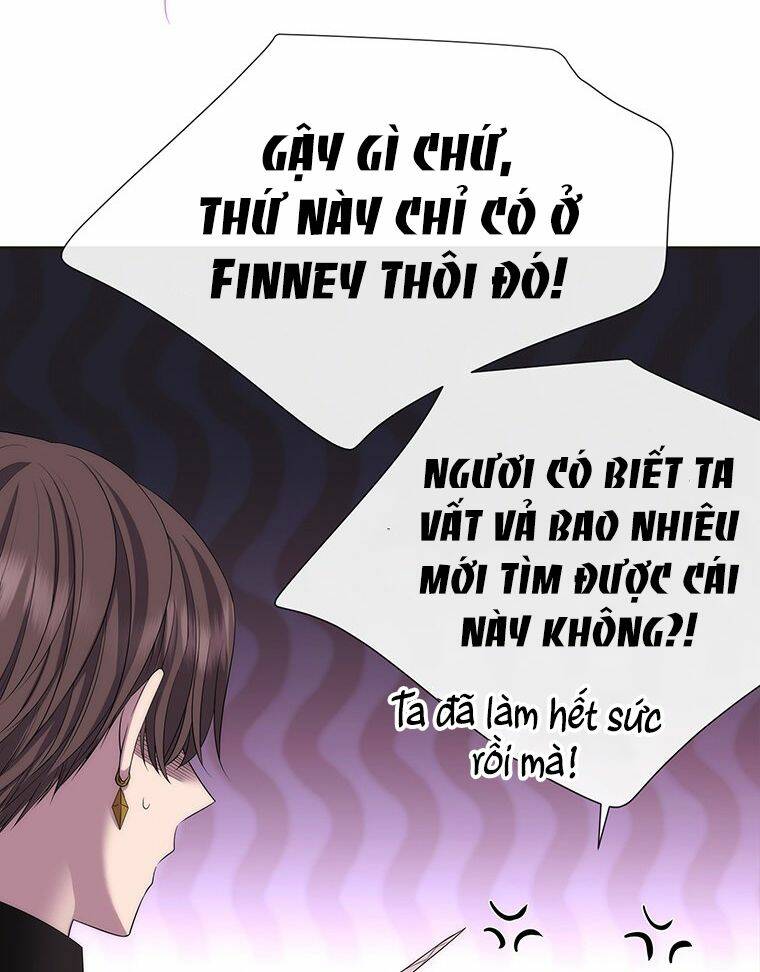 GẬY GÌ CHỨ,
THỨ NÀY CHỈ CÓ Ở
FINNEY THÔI ĐÓ!
NGƯƠI CÓ BIẾT TA
VẤT VẢ BAO NHIÊU
MỚI TÌM ĐƯỢC CÁI
NÀY KHÔNG?!
Ta đã làm hết sức
rồi mà!